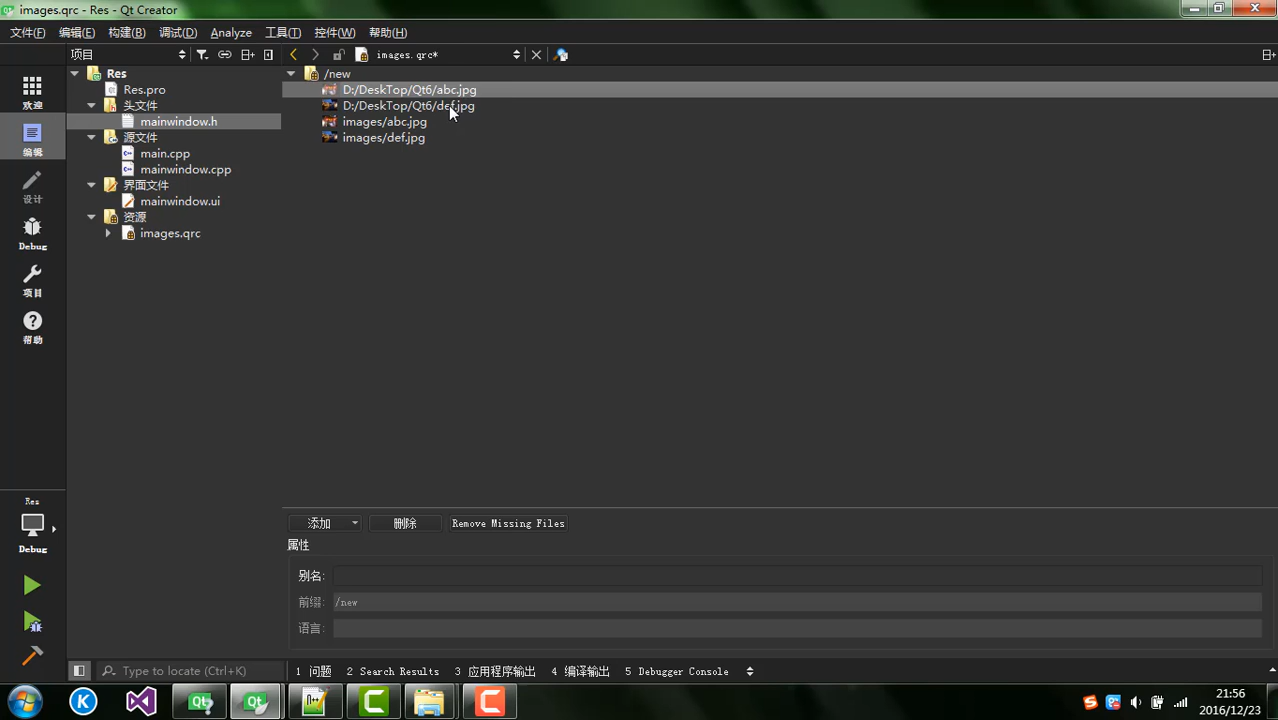 images.qrc - Res - Qt Creator
文件(F) 编辑(E) 构建(B) 调试(D) Analyze 工具(T) 控件(W) 帮助(H)
项目
images.qrc*
欢迎
编辑
设计
Debug
项目
帮助
Res
Debug
Res
Res.pro
头文件
mainwindow.h
源文件
main.cpp
mainwindow.cpp
界面文件
mainwindow.ui
资源
images.qrc
/new
D:/DeskTop/Qt6/abc.jpg
D:/DeskTop/Qt6/def.jpg
images/abc.jpg
images/def.jpg
添加 删除 Remove Missing Files
属性
别名:
前缀: /new
语言:
Type to locate (Ctrl+K) 1 问题 2 Search Results 3 应用程序输出 4 编译输出 5 Debugger Console
21:56
2016/12/23